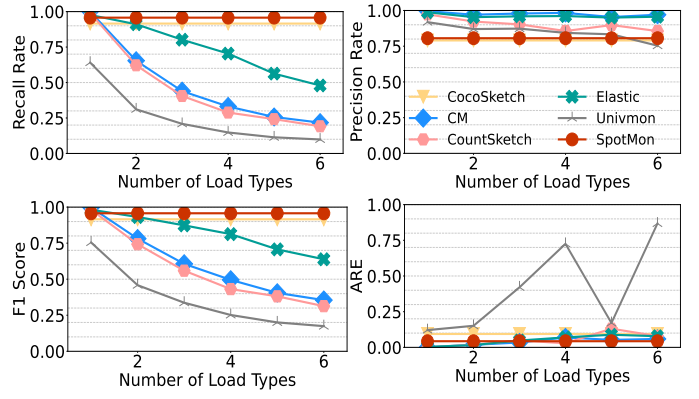 1.00
0.75
0.50
0.25
0.00
Recall Rate
2 4 6
Number of Load Types
1.00
0.75
0.50
0.25
0.00
Precision Rate
CocoSketch
CM
CountSketch
Elastic
Univmon
SpotMon
2 4 6
Number of Load Types
1.00
0.75
0.50
0.25
0.00
F1 Score
2 4 6
Number of Load Types
1.00
0.75
0.50
0.25
0.00
ARE
2 4 6
Number of Load Types